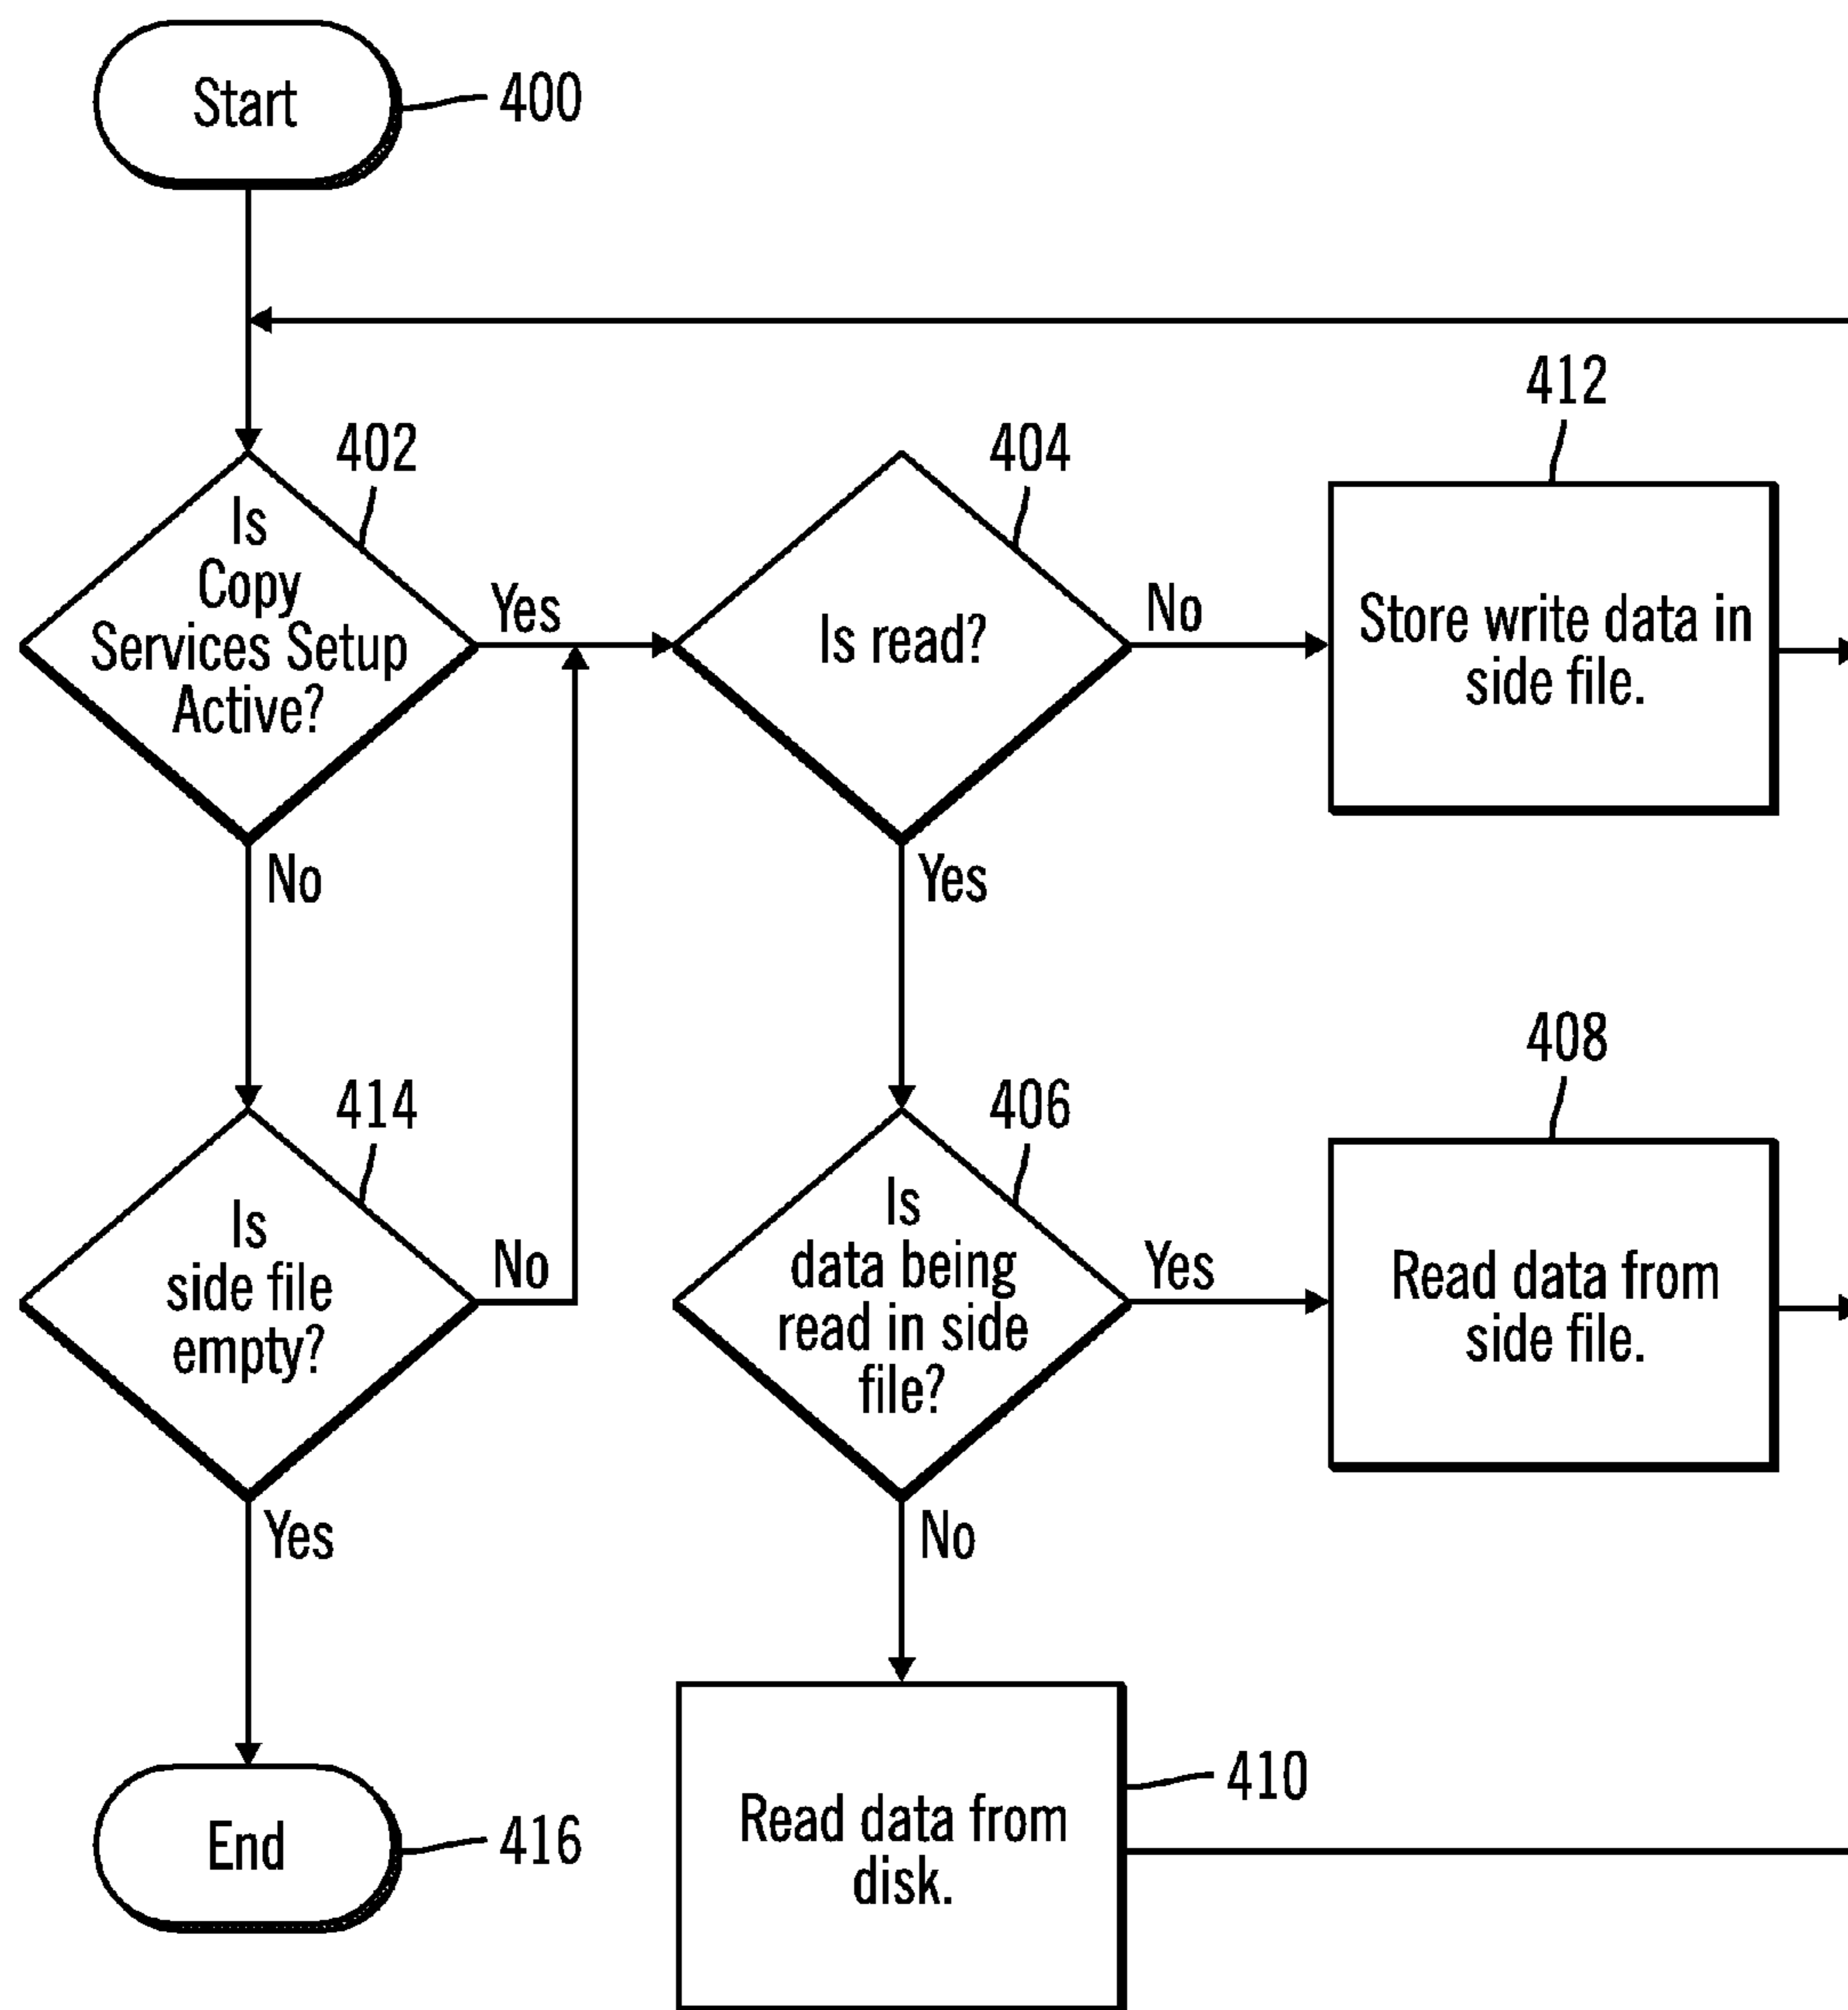 Start
400
402
Is
Copy
Services Setup
Active?
Yes
No
404
Is read?
No
Yes
412
Store write data in
side file.
414
Is
side file
empty?
No
Yes
406
Is
data being
read in side
file?
Yes
No
408
Read data from
side file.
End
416
Read data from
disk.
410